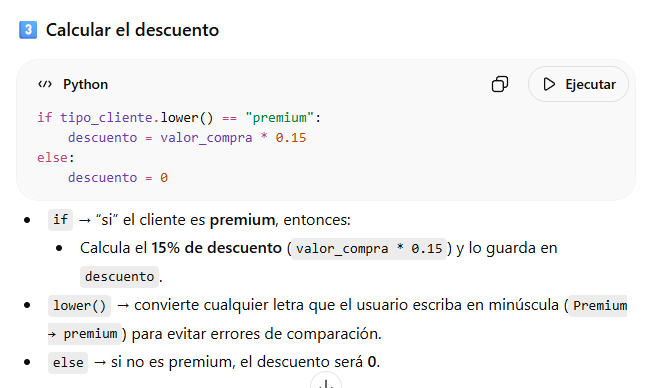 3 Calcular el descuento
</> Python Ejecutar
if tipo_cliente.lower() == "premium":
    descuento = valor_compra * 0.15
else:
    descuento = 0
• if → “si” el cliente es premium, entonces:
• Calcula el 15% de descuento ( valor_compra * 0.15 ) y lo guarda en
descuento .
• lower() → convierte cualquier letra que el usuario escriba en minúscula ( Premium
→ premium ) para evitar errores de comparación.
• else → si no es premium, el descuento será 0.